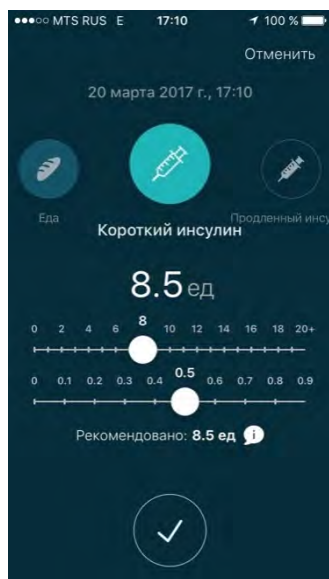 MTS RUS E 17:10 100 %
Отменить
20 марта 2017 г., 17:10
Еда
Продленный инсу
Короткий инсулин
8.5 ед
0 2 4 6 8 10 12 14 16 18 20+
0 0.1 0.2 0.3 0.4 0.5 0.6 0.7 0.8 0.9
Рекомендовано: 8.5 ед i